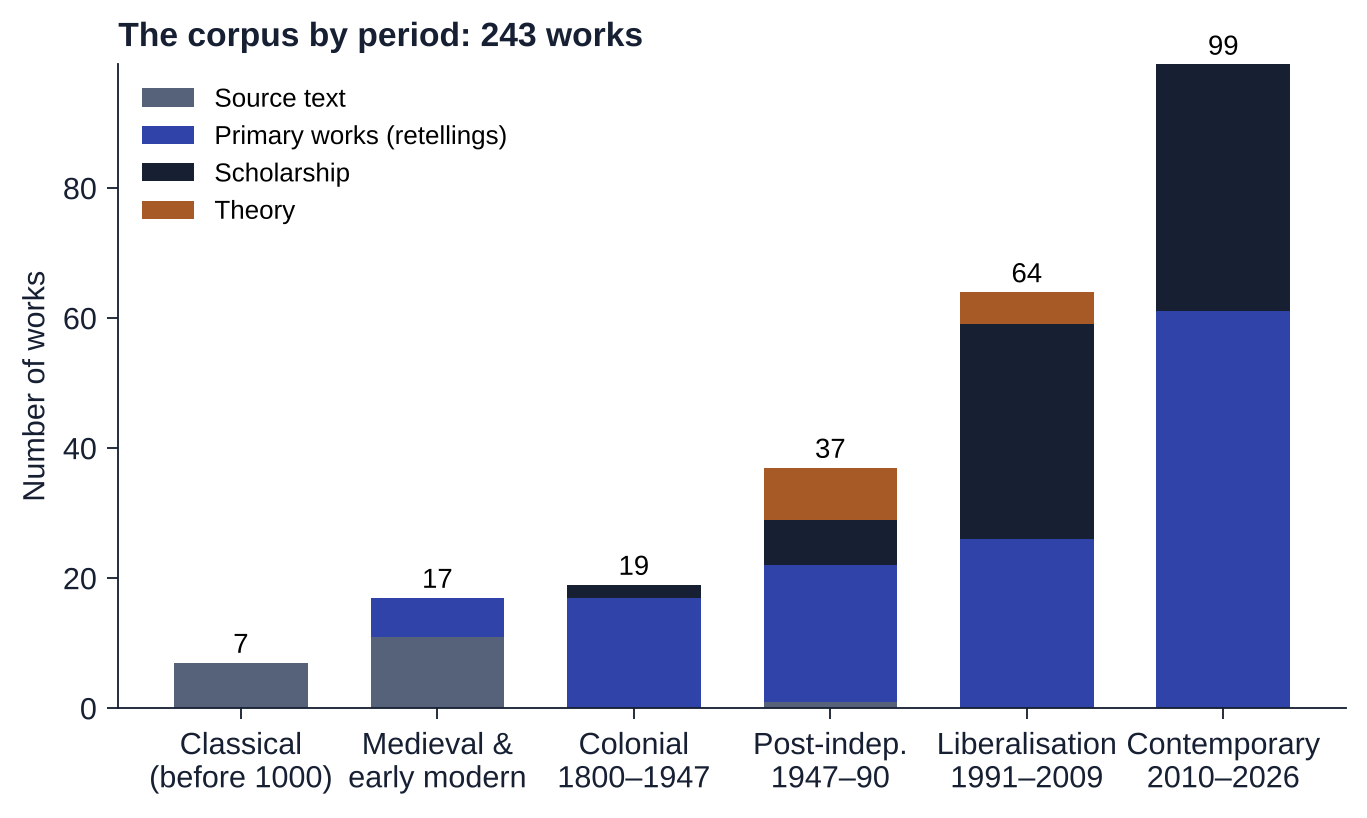 The corpus by period: 243 works
Source text
Primary works (retellings)
Scholarship
Theory
Number of works
80
60
40
20
0
7
17
19
37
64
99
Classical
(before 1000)
Medieval &
early modern
Colonial
1800–1947
Post-indep.
1947–90
Liberalisation
1991–2009
Contemporary
2010–2026